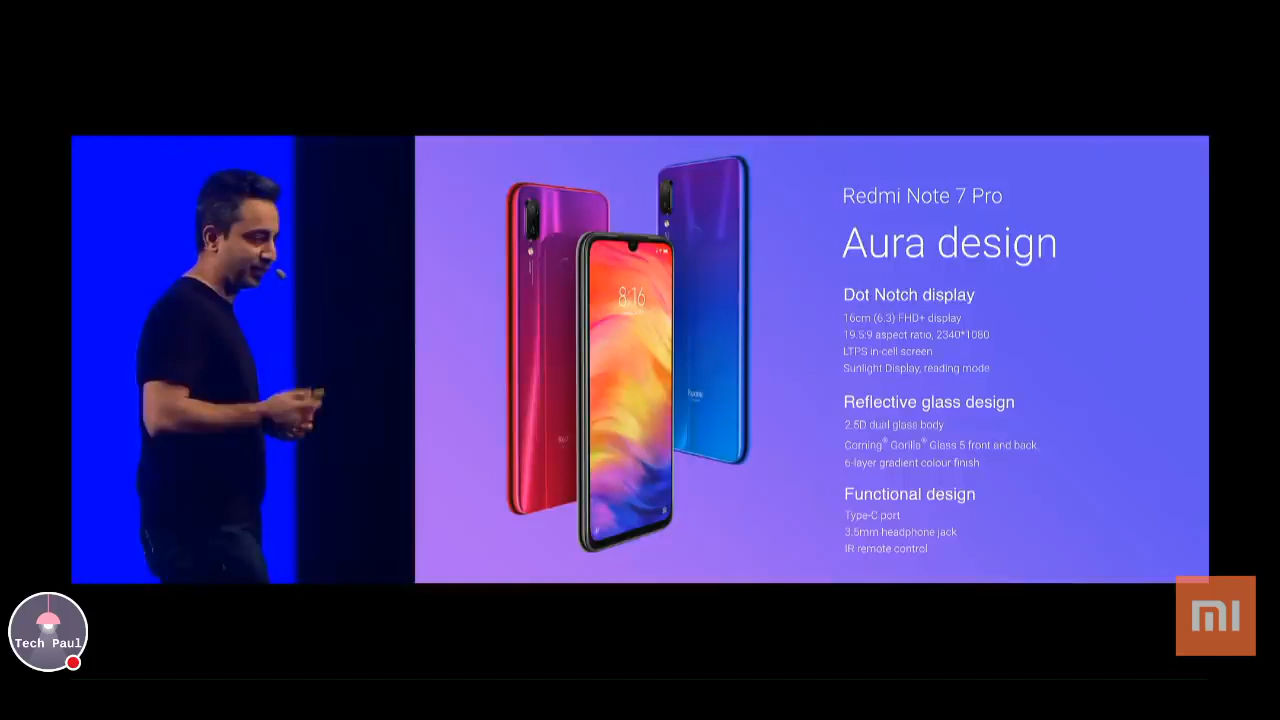 Redmi Note 7 Pro
Aura design
Dot Notch display
16cm (6.3) FHD+ display
19.5:9 aspect ratio, 2340*1080
LTPS in-cell screen
Sunlight Display, reading mode
Reflective glass design
2.5D dual glass body
Corning® Gorilla® Glass 5 front and back
6-layer gradient colour finish
Functional design
Type-C port
3.5mm headphone jack
IR remote control
8:16
Tech Paul
MI